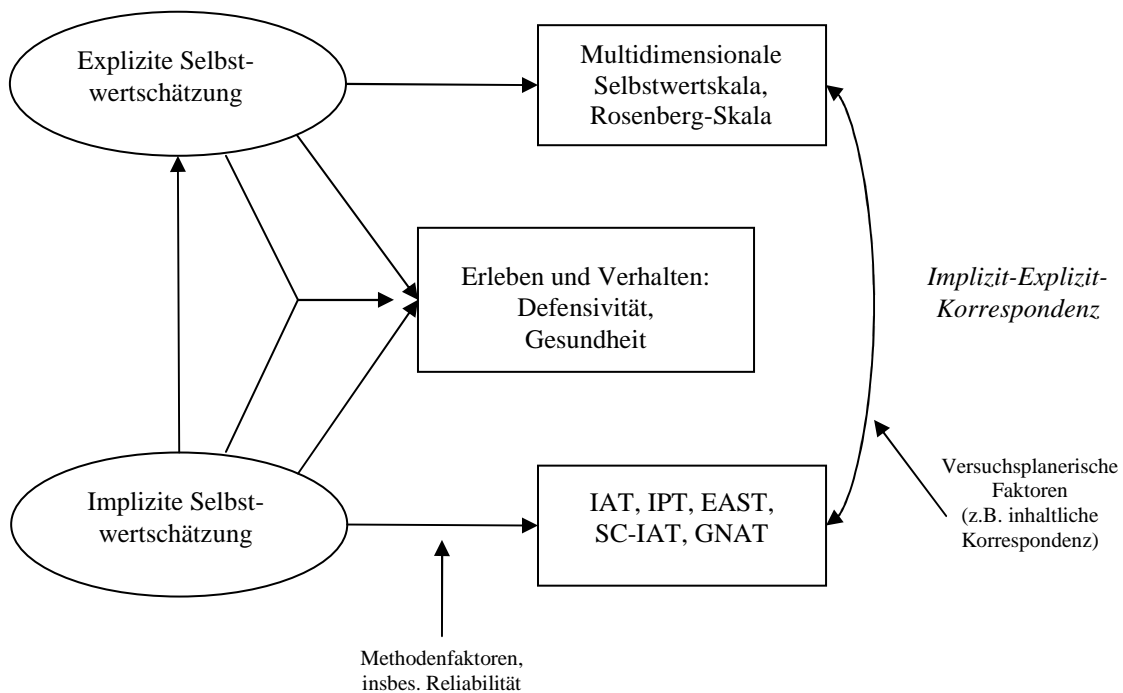 Explizite Selbst-
wertschätzung
Multidimensionale
Selbstwertskala,
Rosenberg-Skala
Erleben und Verhalten:
Defensivität,
Gesundheit
Implizit-Explizit-
Korrespondenz
Implizite Selbst-
wertschätzung
IAT, IPT, EAST,
SC-IAT, GNAT
Versuchsplanerische
Faktoren
(z.B. inhaltliche
Korrespondenz)
Methodenfaktoren,
insbes. Reliabilität